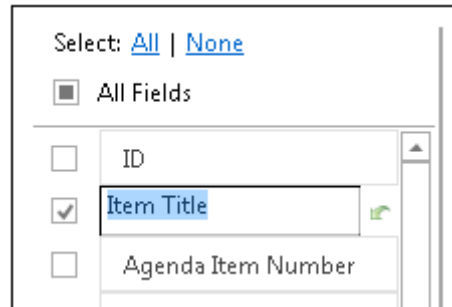 Select: All | None
All Fields
ID
Item Title
Agenda Item Number